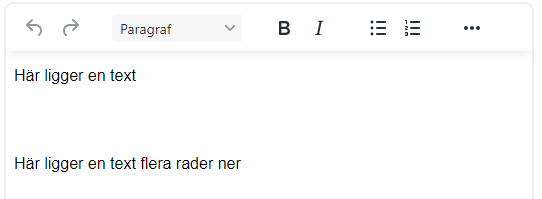 Paragraf
B I
Här ligger en text
Här ligger en text flera rader ner